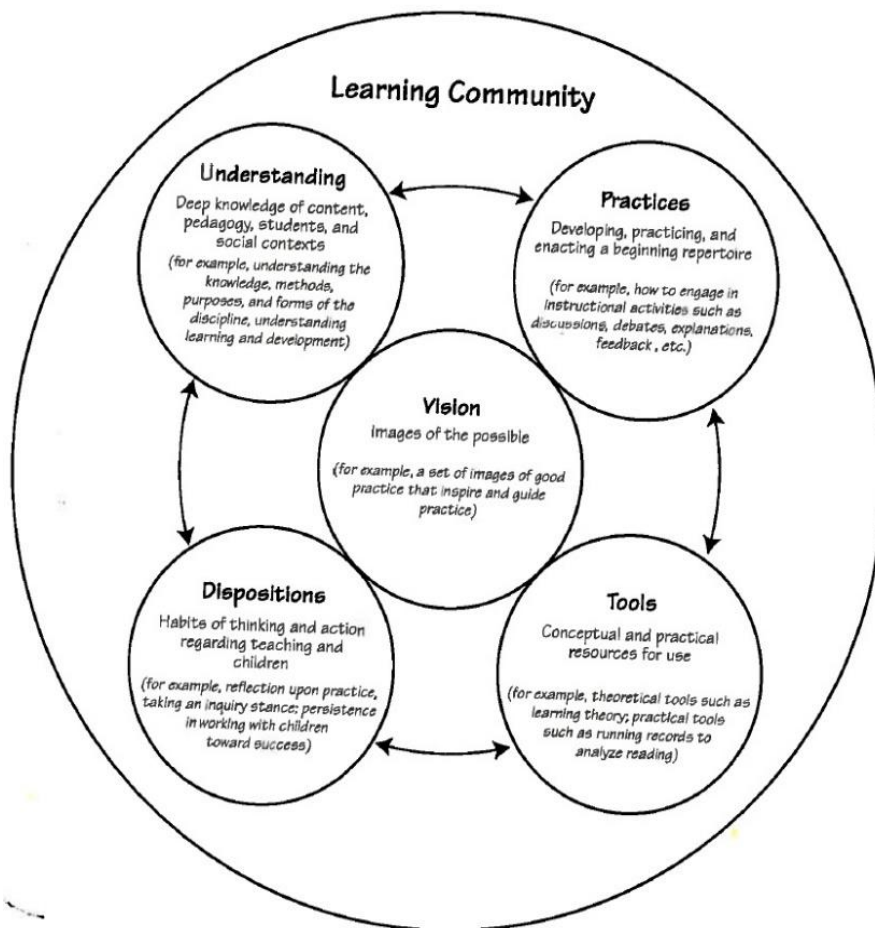 Learning Community
Understanding
Deep knowledge of content,
pedagogy, students, and
social contexts
(for example, understanding the
knowledge, methods,
purposes, and forms of the
discipline, understanding
learning and development)
Practices
Developing, practicing, and
enacting a beginning repertoire
(for example, how to engage in
instructional activities such as
discussions, debates, explanations,
feedback, etc.)
Vision
Images of the possible
(for example, a set of images of good
practice that inspire and guide
practice)
Dispositions
Habits of thinking and action
regarding teaching and
children
(for example, reflection upon practice,
taking an inquiry stance; persistence
in working with children
toward success)
Tools
Conceptual and practical
resources for use
(for example, theoretical tools such as
learning theory; practical tools
such as running records to
analyze reading)